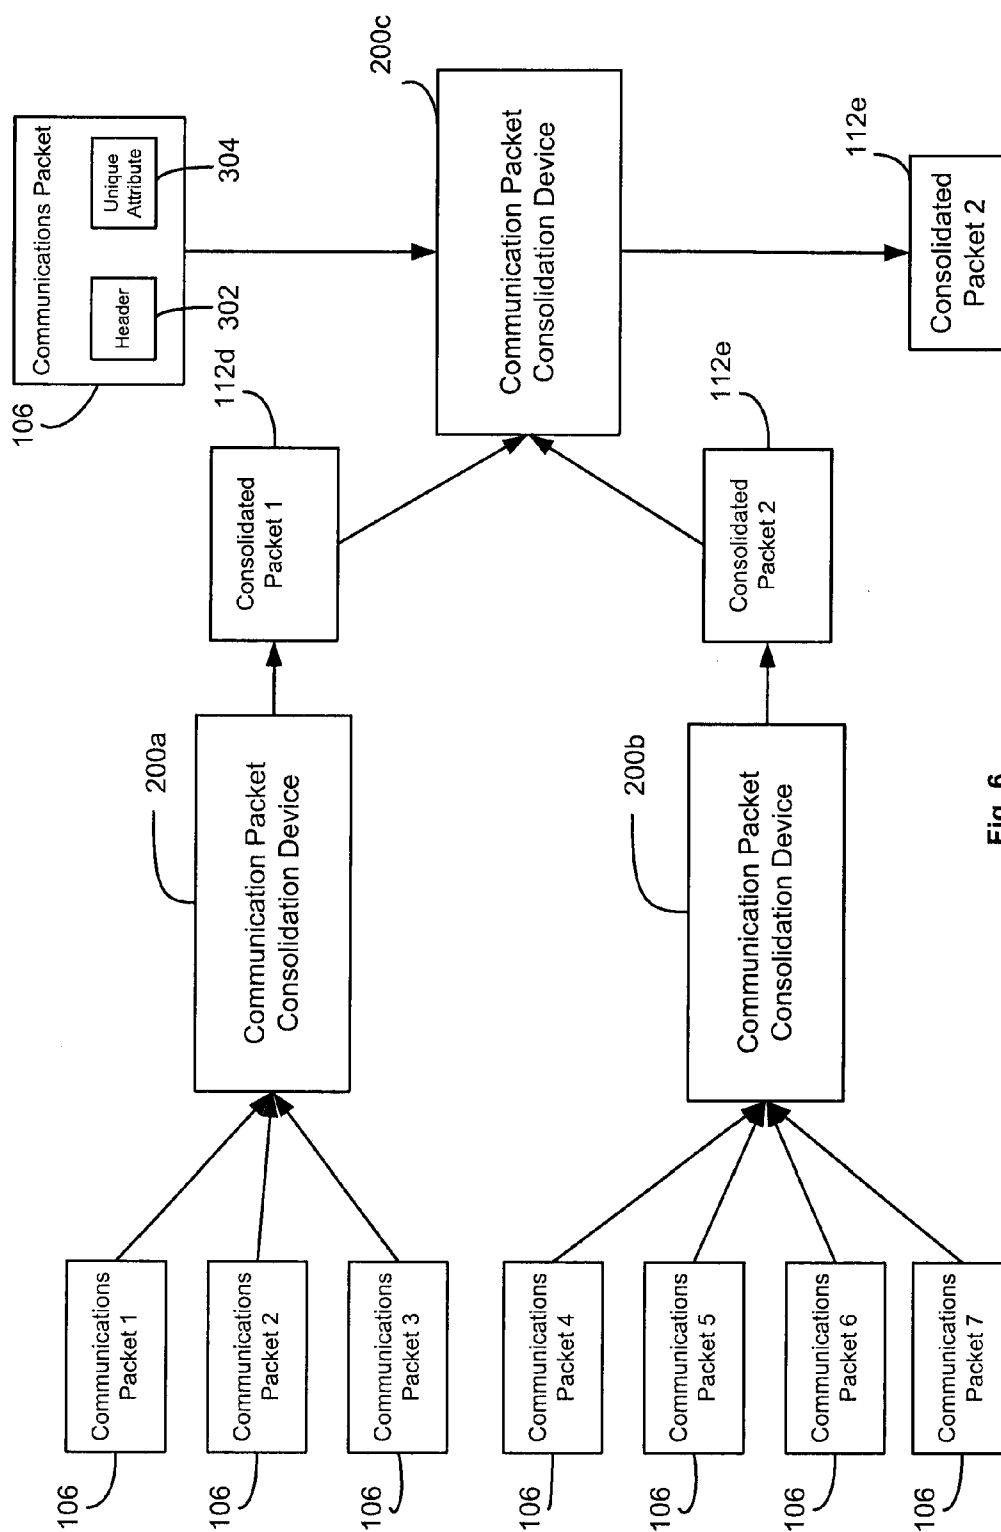 106
Communications Packet
Header
302
Unique
Attribute
304
Communications
Packet 1
106
Communications
Packet 2
106
Communications
Packet 3
106
200a
Communication Packet
Consolidation Device
112d
Consolidated
Packet 1
200c
Communication Packet
Consolidation Device
Communications
Packet 4
106
Communications
Packet 5
106
Communications
Packet 6
106
Communications
Packet 7
106
200b
Communication Packet
Consolidation Device
112e
Consolidated
Packet 2
112e
Consolidated
Packet 2
Fig. 6